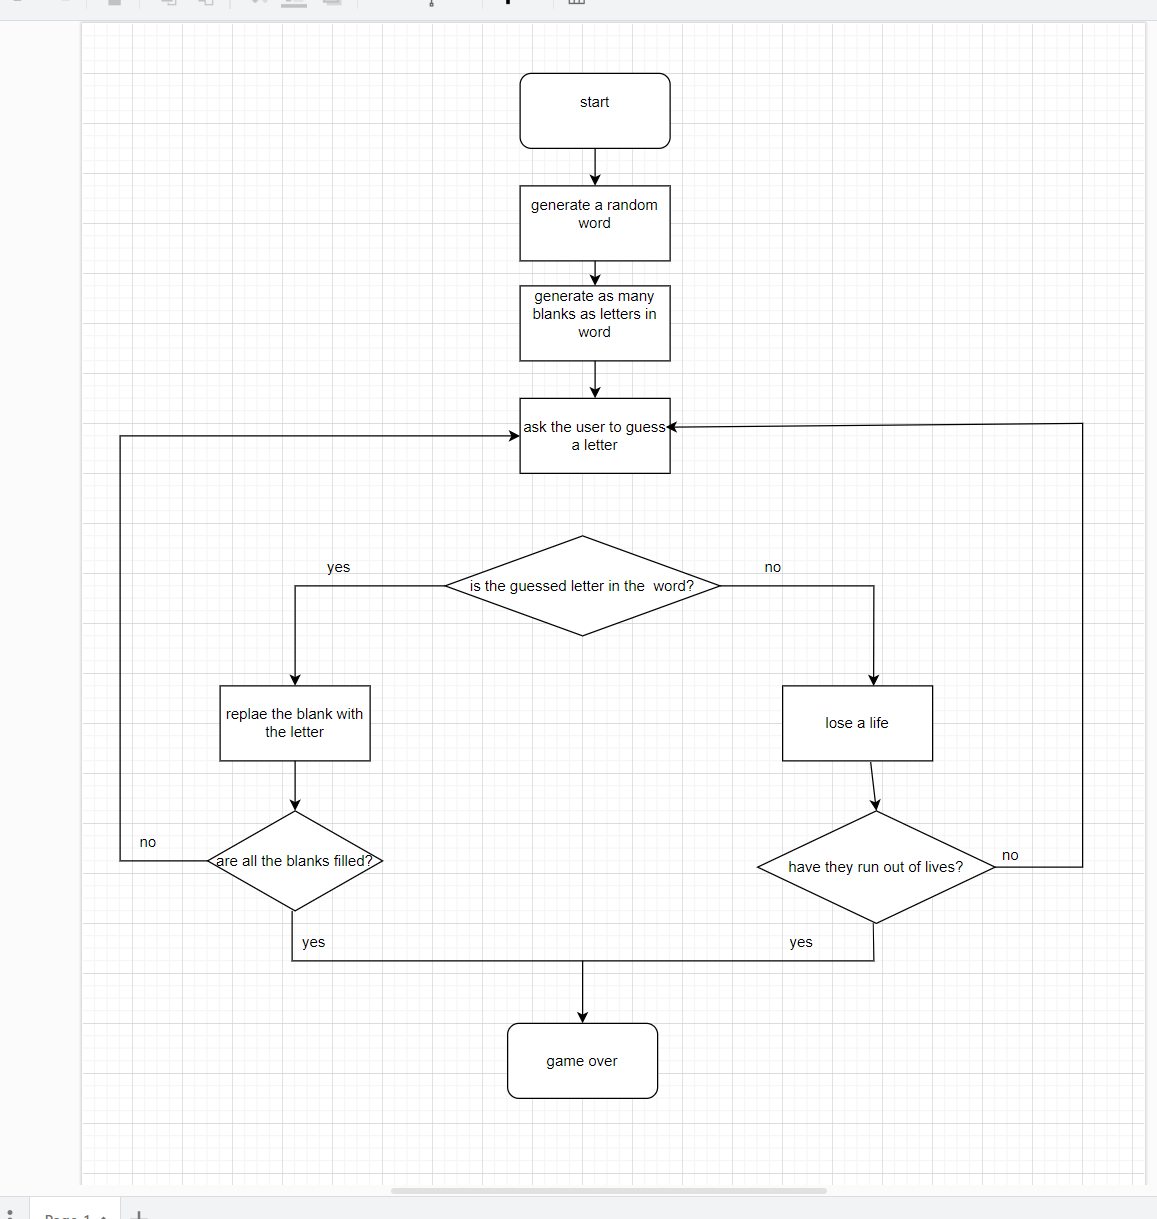 start
generate a random
word
generate as many
blanks as letters in
word
ask the user to guess
a letter
yes
is the guessed letter in the word?
no
replae the blank with
the letter
lose a life
no
are all the blanks filled?
have they run out of lives?
no
yes
yes
game over
Page-1